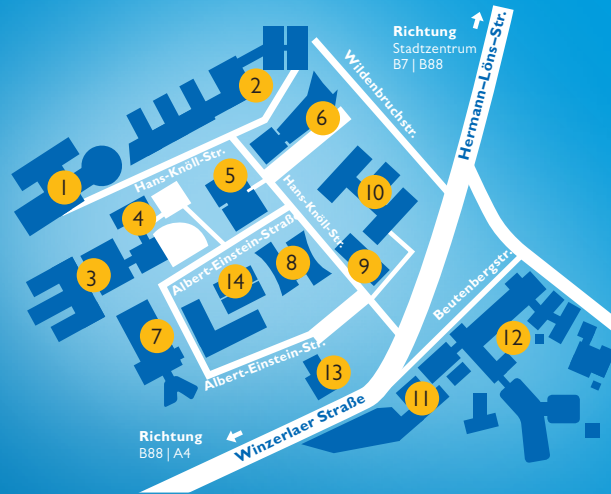 Richtung
Stadtzentrum
B7 | B88
Hermann–Löns–Str.
Wildenbruchstr.
2
6
Hans-Knöll-Str.
1
5
10
4
Hans-Knöll-Str.
Albert-Einstein-Straße
3
14
8
9
Beutenbergstr.
7
12
Albert-Einstein-Str.
13
11
Winzerlaer Straße
Richtung
B88 | A4